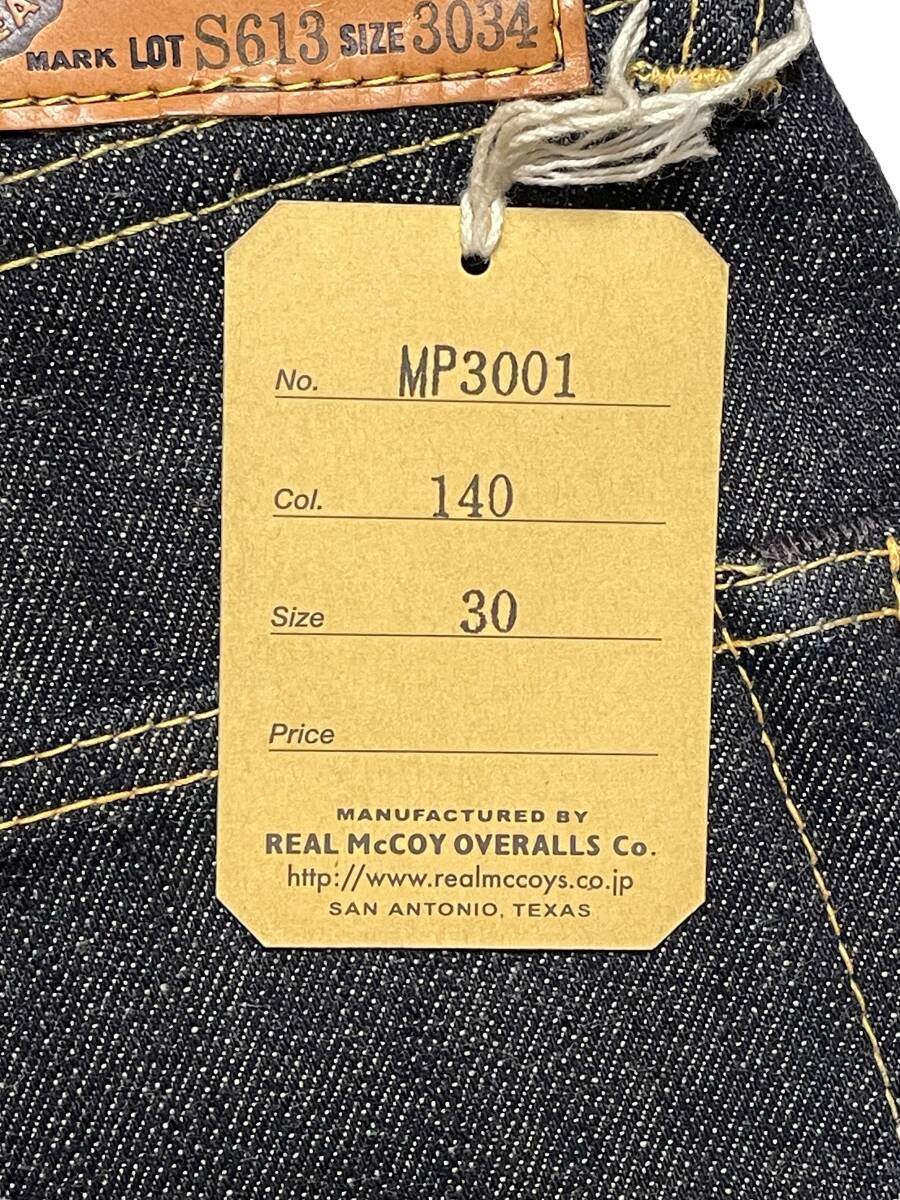 MARK LOT S613 SIZE 3034
No. MP3001
Col. 140
Size 30
Price
MANUFACTURED BY
REAL McCOY OVERALLS Co.
http://www.realmccoys.co.jp
SAN ANTONIO, TEXAS